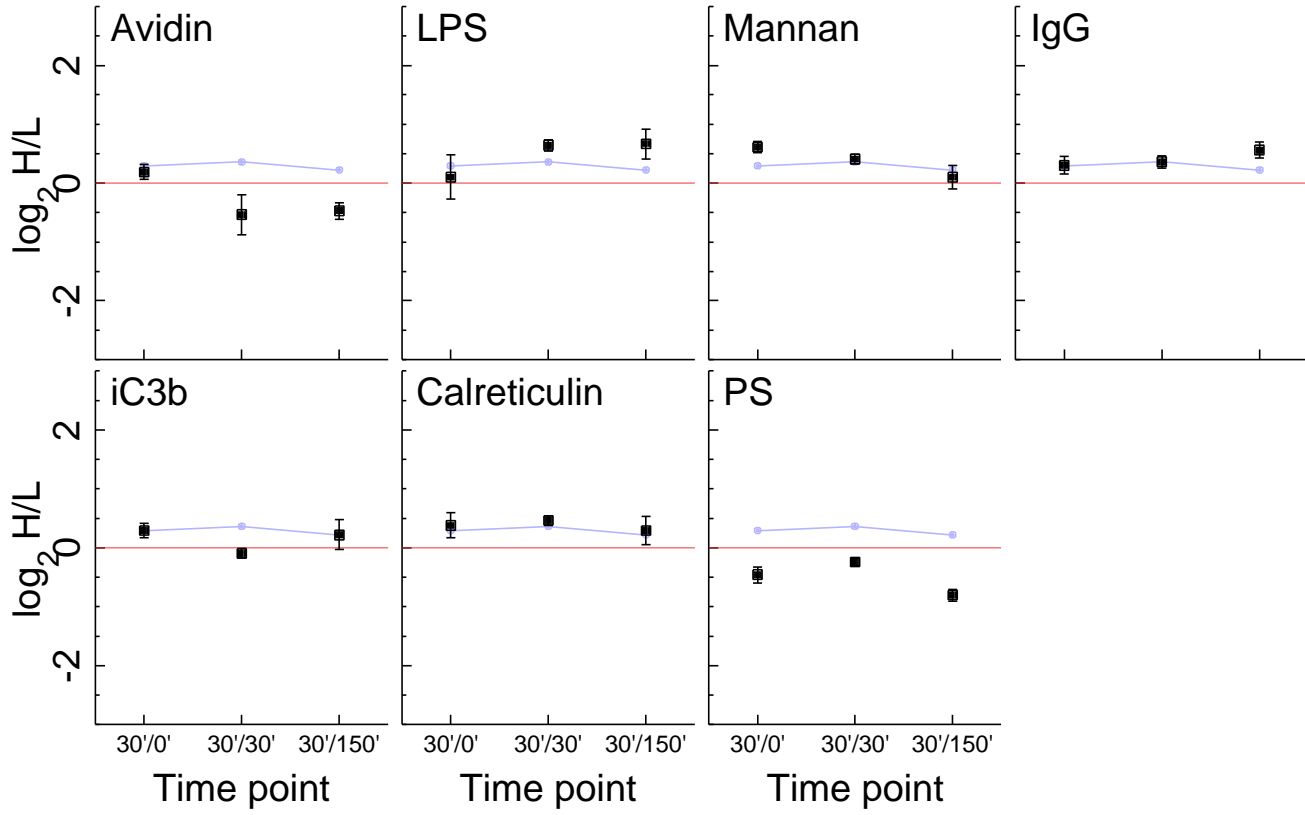 Avidin LPS Mannan IgG
2
0
-2
log2 H/L
iC3b Calreticulin PS
2
0
-2
log2 H/L
30'/0' 30'/30' 30'/150' 30'/0' 30'/30' 30'/150' 30'/0' 30'/30' 30'/150'
Time point Time point Time point